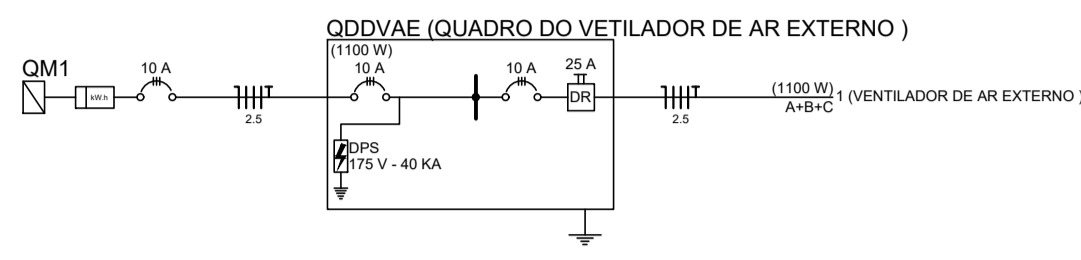 QDDVAE (QUADRO DO VETILADOR DE AR EXTERNO )
(1100 W)
QM1
10 A
10 A
10 A
25 A
kW.h
DR
(1100 W)
A+B+C
1 (VENTILADOR DE AR EXTERNO )
2.5
2.5
DPS
175 V - 40 KA